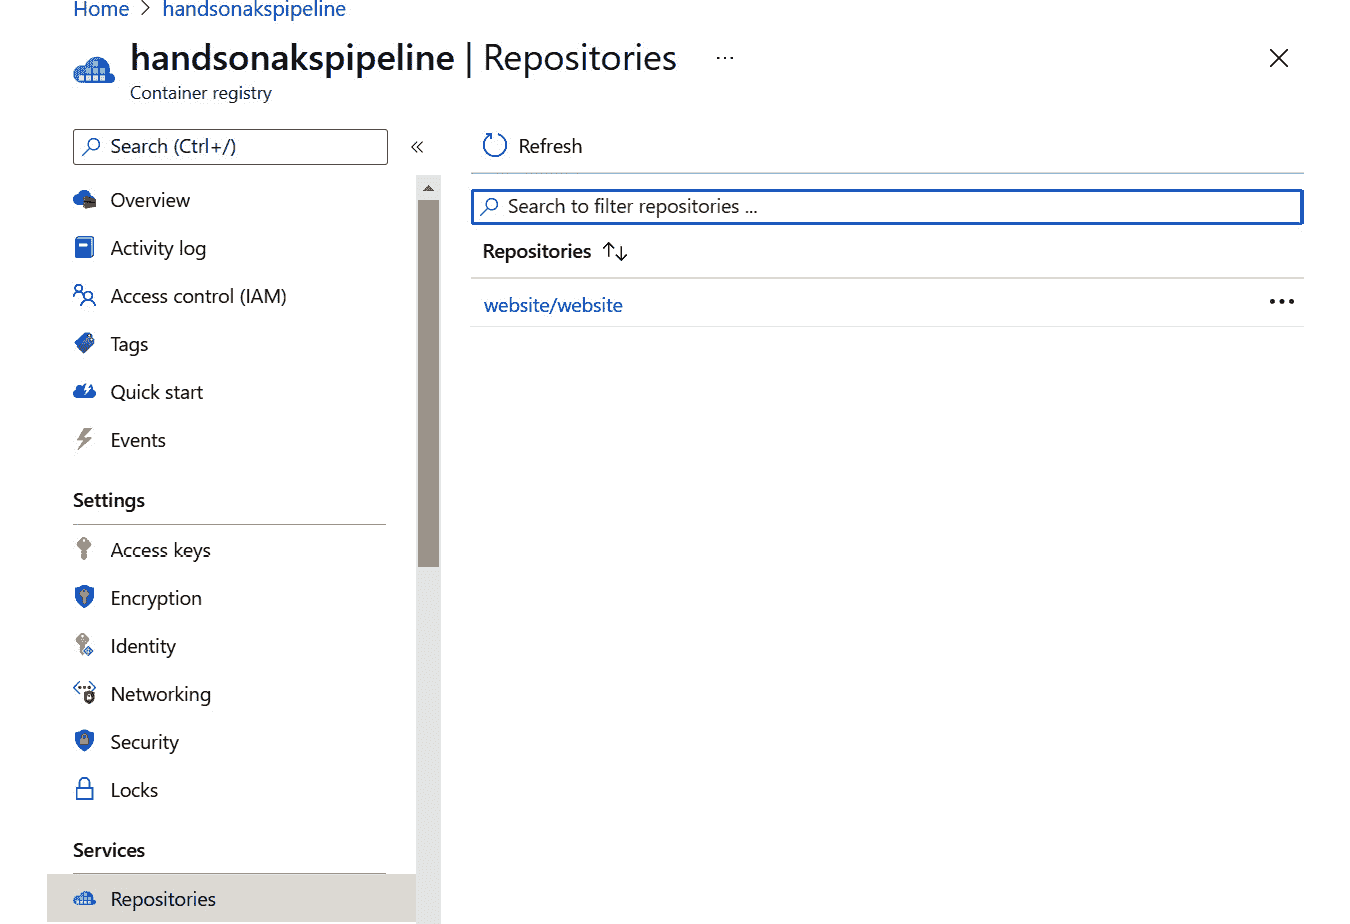 Home > handsonakspipeline
handsonakspipeline | Repositories ...
Container registry
Search (Ctrl+/)
«
Overview
Activity log
Access control (IAM)
Tags
Quick start
Events
Settings
Access keys
Encryption
Identity
Networking
Security
Locks
Services
Repositories
Refresh
Search to filter repositories ...
Repositories ↑↓
website/website